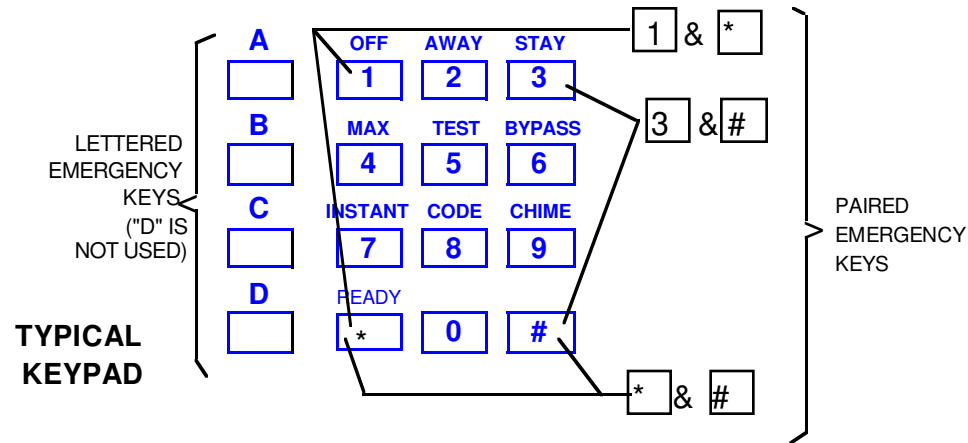 LETTERED
EMERGENCY
KEYS
("D" IS
NOT USED)
TYPICAL
KEYPAD
A
OFF AWAY STAY
1 2 3
B
MAX TEST BYPASS
4 5 6
C
INSTANT CODE CHIME
7 8 9
D
READY
* 0 #
1 & *
3 & #
* & #
PAIRED
EMERGENCY
KEYS